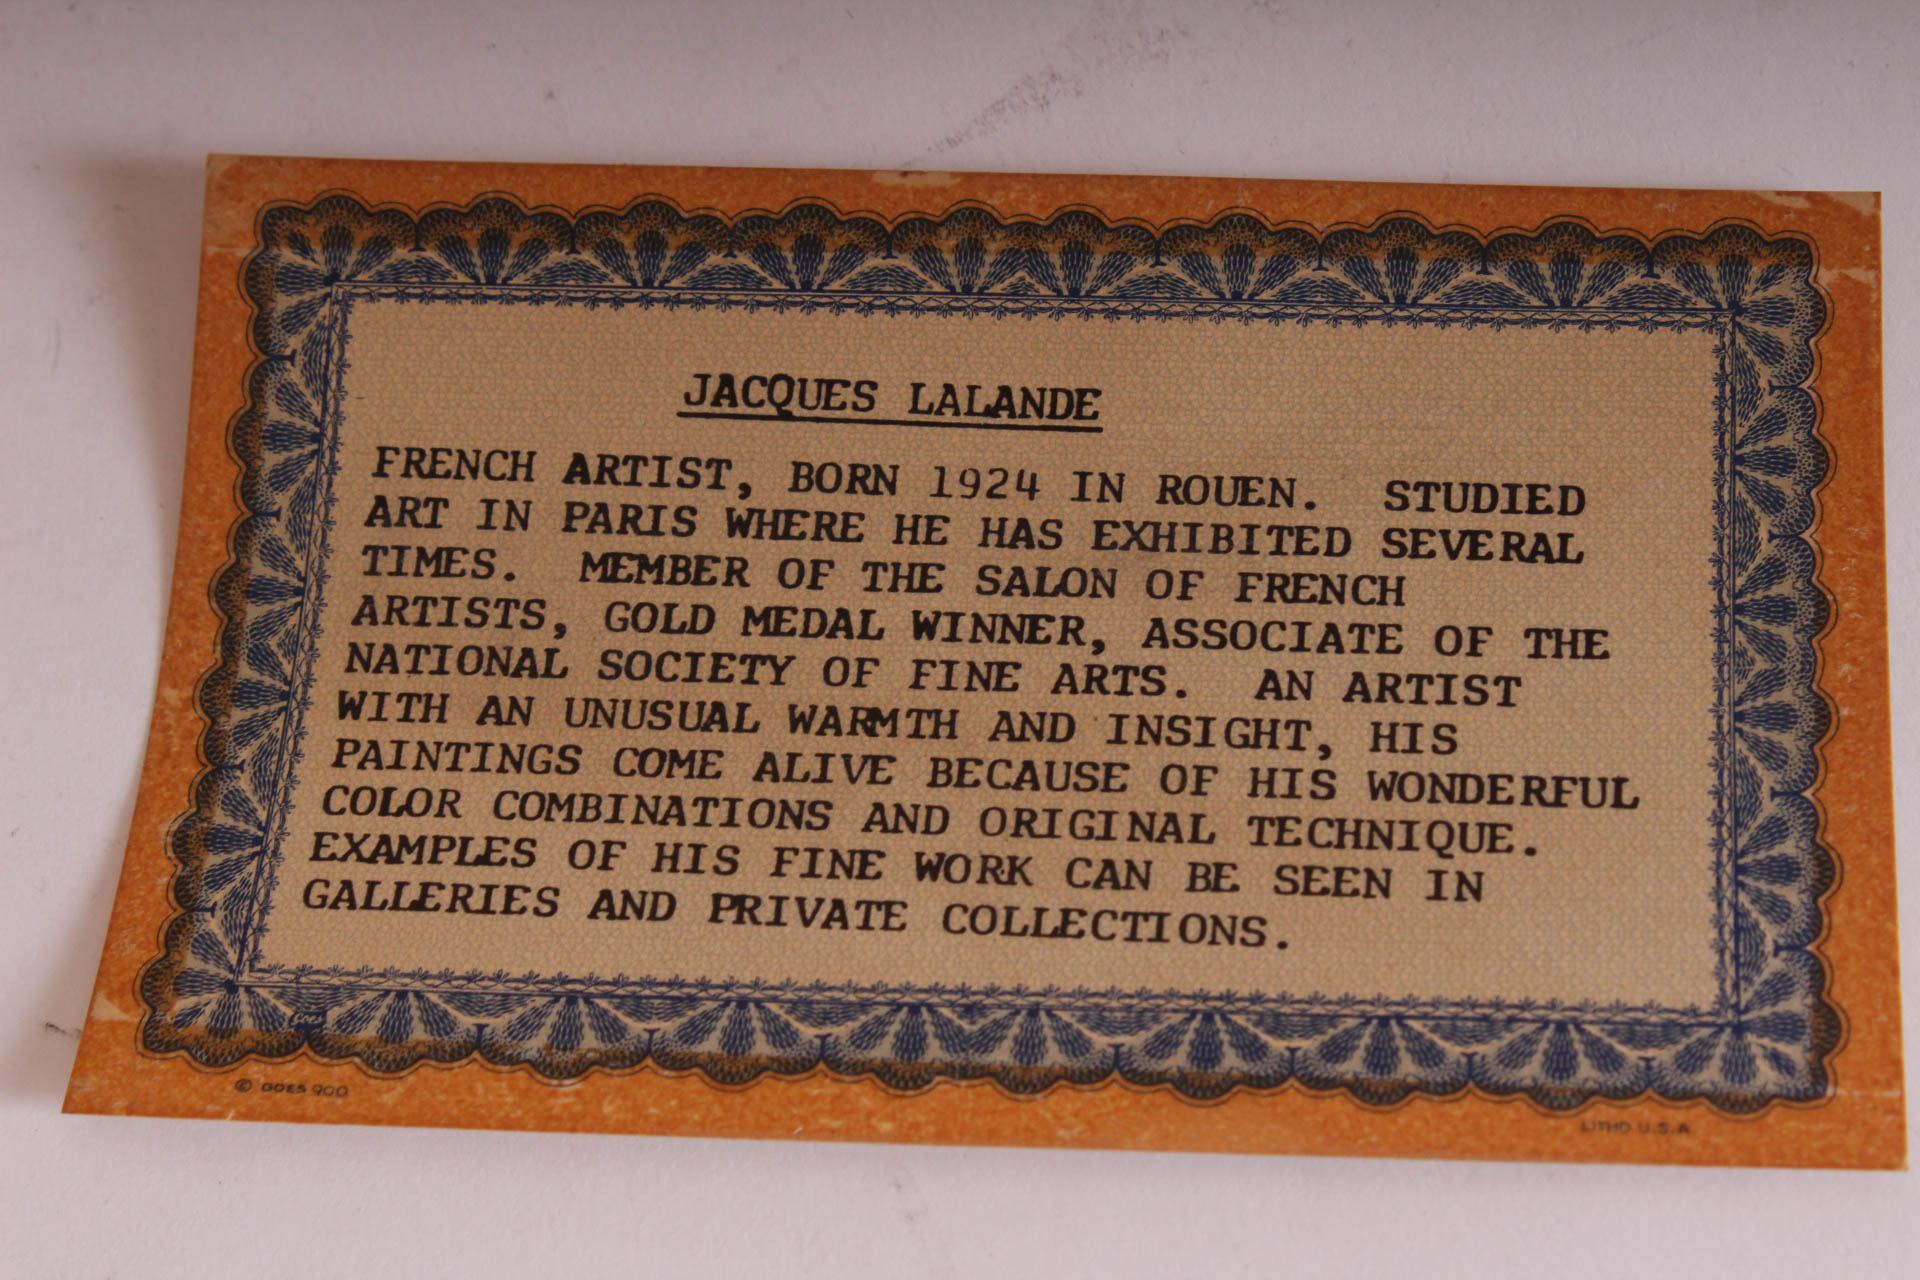 JACQUES LALANDE
FRENCH ARTIST, BORN 1924 IN ROUEN. STUDIED
ART IN PARIS WHERE HE HAS EXHIBITED SEVERAL
TIMES. MEMBER OF THE SALON OF FRENCH
ARTISTS, GOLD MEDAL WINNER, ASSOCIATE OF THE
NATIONAL SOCIETY OF FINE ARTS. AN ARTIST
WITH AN UNUSUAL WARMTH AND INSIGHT, HIS
PAINTINGS COME ALIVE BECAUSE OF HIS WONDERFUL
COLOR COMBINATIONS AND ORIGINAL TECHNIQUE.
EXAMPLES OF HIS FINE WORK CAN BE SEEN IN
GALLERIES AND PRIVATE COLLECTIONS.
Goes
© GOES 900
LITHO U.S.A